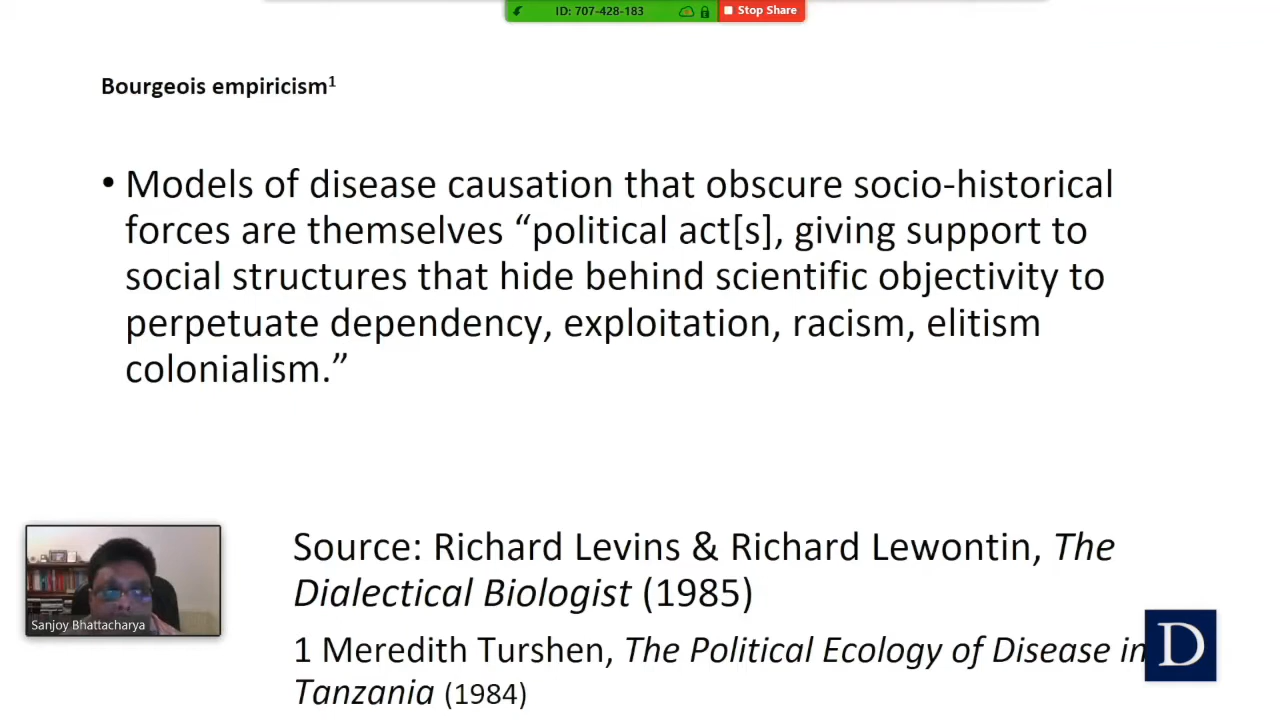 ID: 707-428-183
Stop Share
Bourgeois empiricism¹
• Models of disease causation that obscure socio-historical
forces are themselves “political act[s], giving support to
social structures that hide behind scientific objectivity to
perpetuate dependency, exploitation, racism, elitism
colonialism.”
Source: Richard Levins & Richard Lewontin, The
Dialectical Biologist (1985)
1 Meredith Turshen, The Political Ecology of Disease in
Tanzania (1984)
Sanjoy Bhattacharya
D